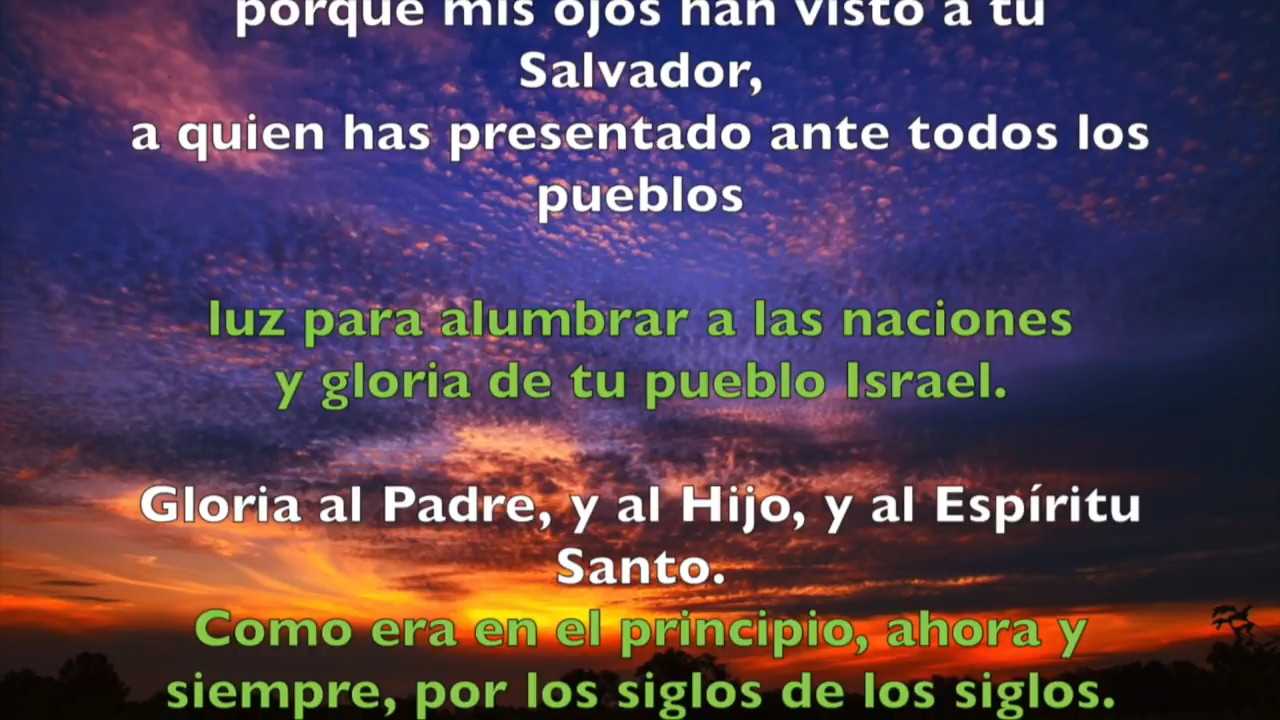 porque mis ojos han visto a tu
Salvador,
a quien has presentado ante todos los
pueblos
luz para alumbrar a las naciones
y gloria de tu pueblo Israel.
Gloria al Padre, y al Hijo, y al Espíritu
Santo.
Como era en el principio, ahora y
siempre, por los siglos de los siglos.